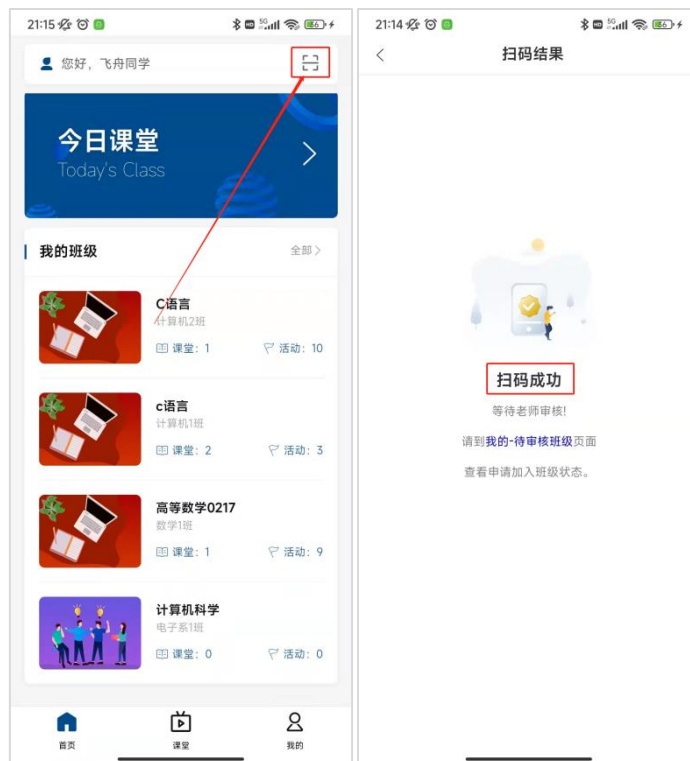 21:15
HD 5G 86
您好，飞舟同学
今日课堂
Today's Class
我的班级
全部
C语言
计算机2班
课堂：1 活动：10
c语言
计算机1班
课堂：2 活动：3
高等数学0217
数学1班
课堂：1 活动：9
计算机科学
电子系1班
课堂：0 活动：0
首页 课堂 我的
21:14
HD 5G 86
扫码结果
扫码成功
等待老师审核!
请到我的-待审核班级页面
查看申请加入班级状态。